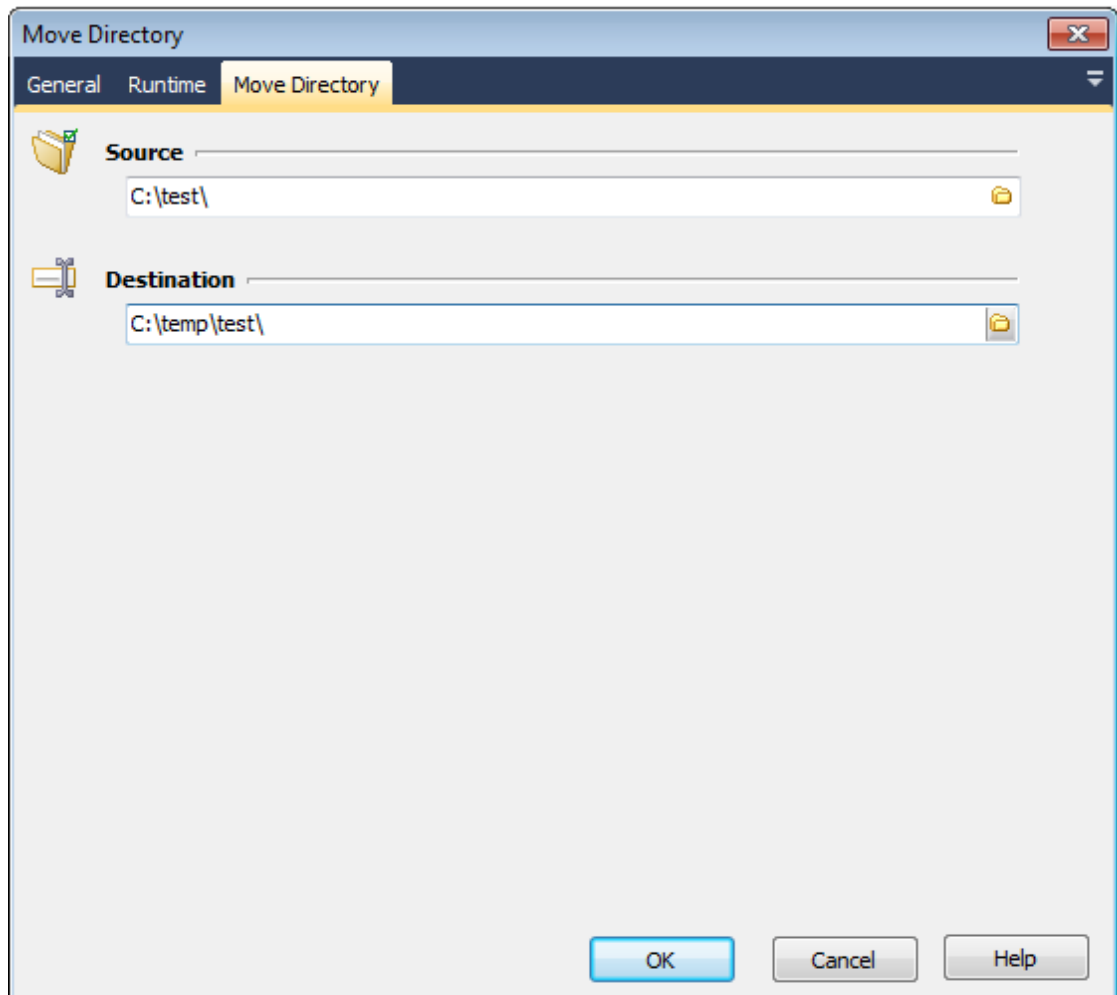 Move Directory
General Runtime Move Directory
Source
C:\test\
Destination
C:\temp\test\
OK Cancel Help